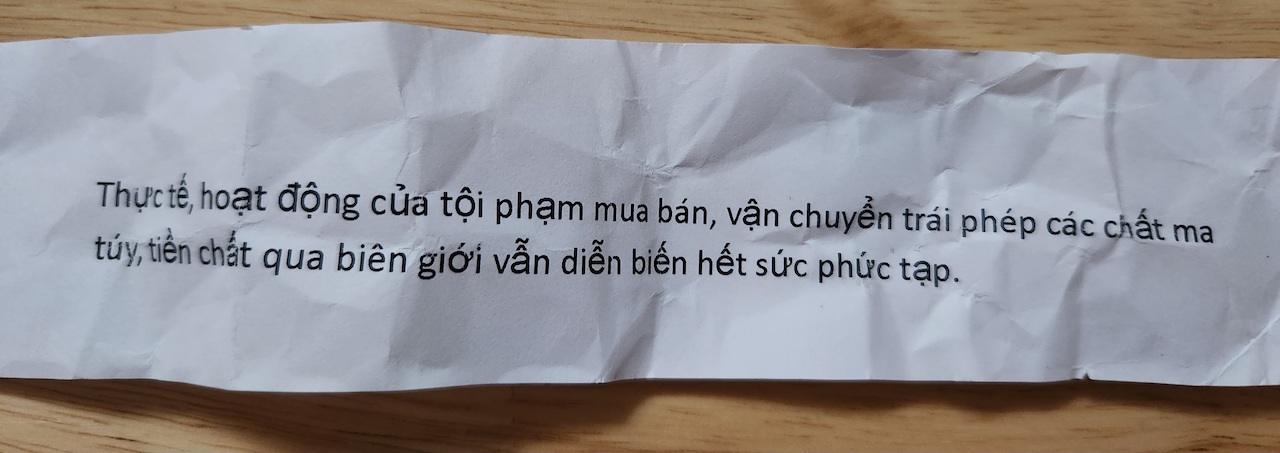 Thực tế, hoạt động của tội phạm mua bán, vận chuyển trái phép các chất ma
túy, tiền chất qua biên giới vẫn diễn biến hết sức phức tạp.